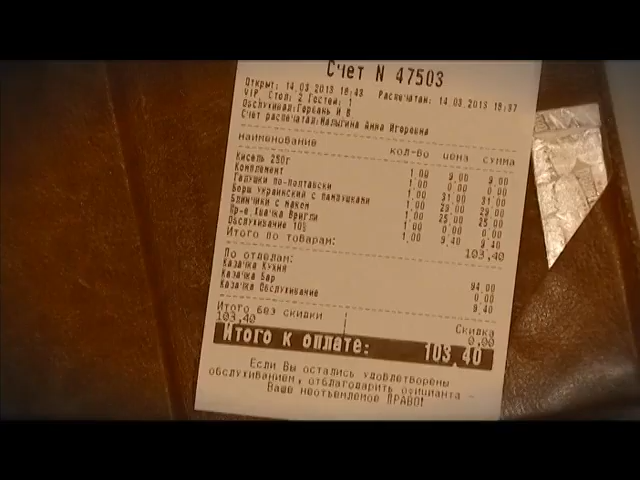 Счет N 47503
Открыт: 14.03.2013 18:43 Распечатан: 14.03.2013 19:37
VIP Стол: 2 Гостей: 1
Обслуживал: Горбань И В
Счет распечатал: Малыгина Анна Игоревна
наименование кол-во цена сумма
Кисель 250г 1,00 9,00 9,00
Комплемент 1,00 0,00 0,00
Галушки по-полтавски 1,00 31,00 31,00
Борщ украинский с пампушками 1,00 29,00 29,00
Блинчики с маком 1,00 25,00 25,00
Пр-е.Жвачка Вригли 1,00 0,00 0,00
Обслуживание 10% 1,00 9,40 9,40
Итого по товарам: 103,40
По отделам:
Казачка Кухня 94,00
Казачка Бар 0,00
Казачка Обслуживание 9,40
Итого без скидки Скидка
103,40 0,00
Итого к оплате: 103,40
Если Вы остались удовлетворены
обслуживанием, отблагодарить официанта -
Ваше неотъемлемое ПРАВО!